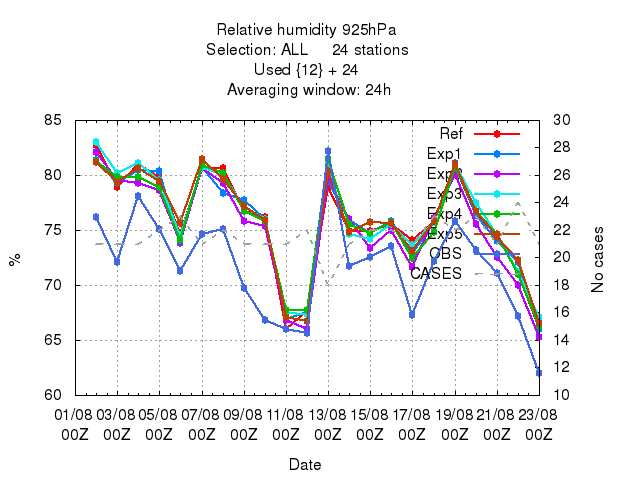 Relative humidity 925hPa
Selection: ALL 24 stations
Used {12} + 24
Averaging window: 24h
85 30
28
80 26
24
75 22
% 20 No cases
70 18
16
65 14
12
60 10
Ref
Exp1
Exp2
Exp3
Exp4
Exp5
OBS
CASES
01/08 03/08 05/08 07/08 09/08 11/08 13/08 15/08 17/08 19/08 21/08 23/08
00Z 00Z 00Z 00Z 00Z 00Z 00Z 00Z 00Z 00Z 00Z 00Z
Date